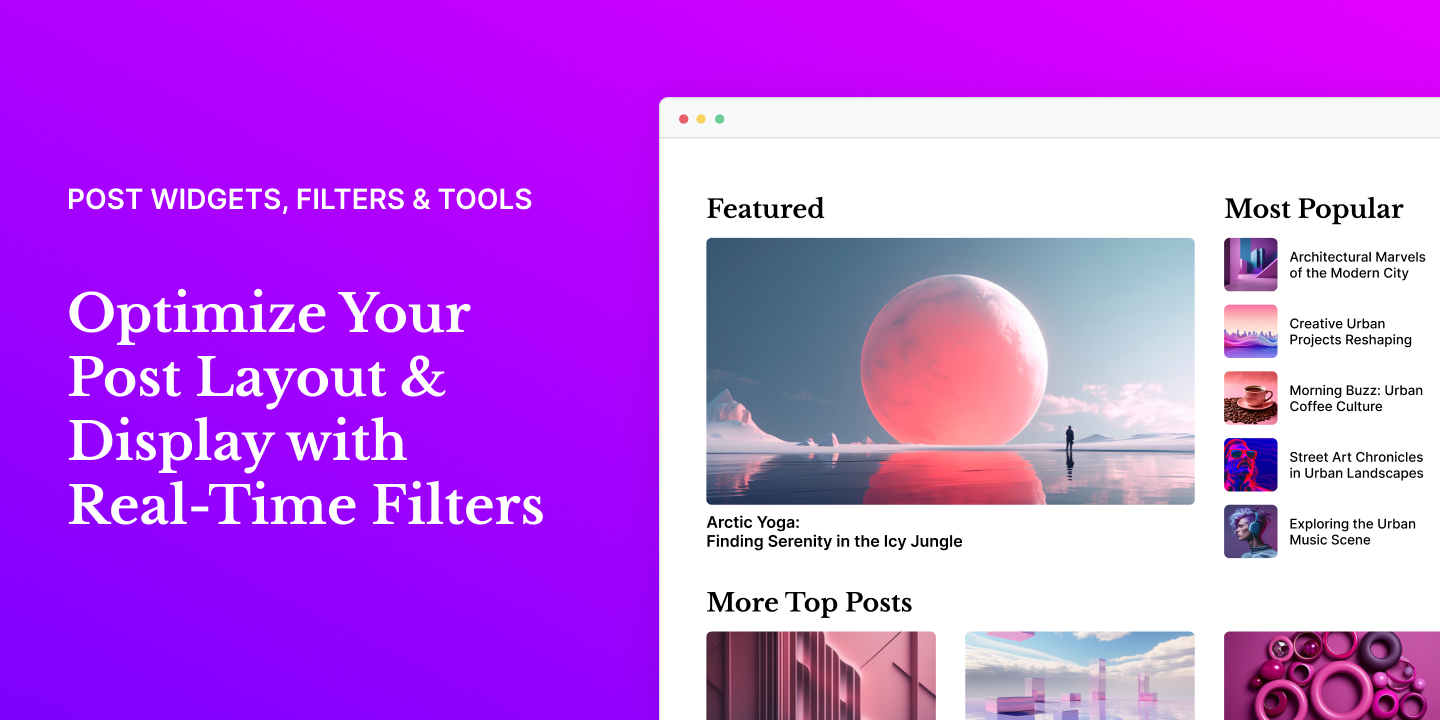 POST WIDGETS, FILTERS & TOOLS
Optimize Your
Post Layout &
Display with
Real-Time Filters
Featured
Arctic Yoga:
Finding Serenity in the Icy Jungle
Most Popular
Architectural Marvels
of the Modern City
Creative Urban
Projects Reshaping
Morning Buzz: Urban
Coffee Culture
Street Art Chronicles
in Urban Landscapes
Exploring the Urban
Music Scene
More Top Posts